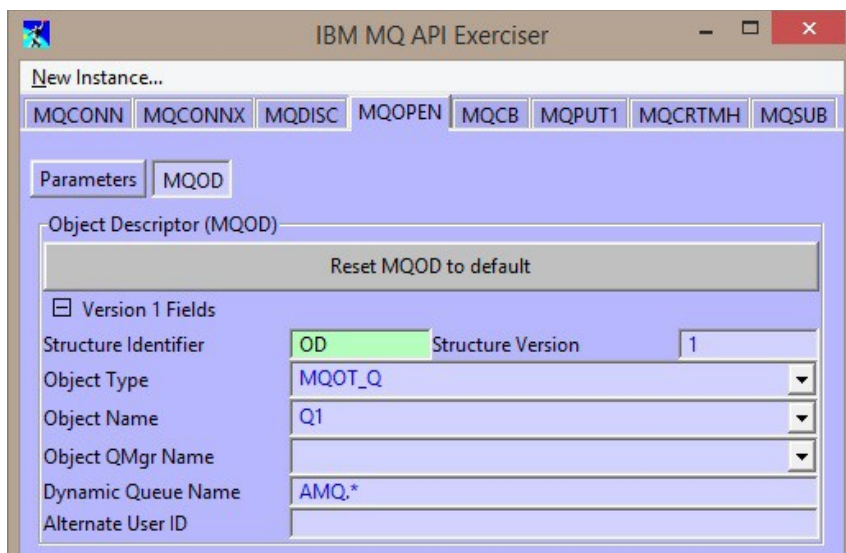 IBM MQ API Exerciser
New Instance...
MQCONN MQCONNX MQDISC MQOPEN MQCB MQPUT1 MQCRTMH MQSUB
Parameters MQOD
Object Descriptor (MQOD)
Reset MQOD to default
Version 1 Fields
Structure Identifier OD Structure Version 1
Object Type MQOT_Q
Object Name Q1
Object QMgr Name
Dynamic Queue Name AMQ.*
Alternate User ID